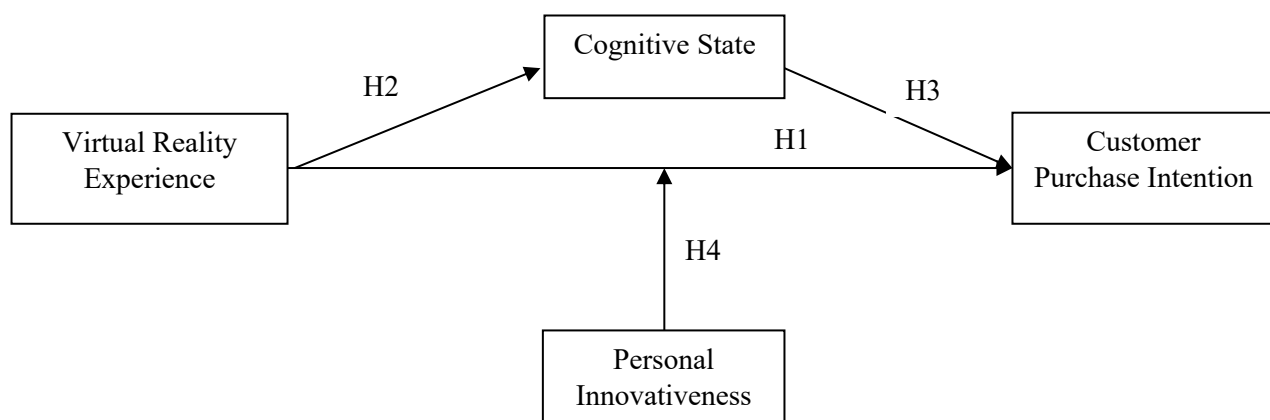 Cognitive State
H2
H3
Virtual Reality
Experience
H1
Customer
Purchase Intention
H4
Personal
Innovativeness